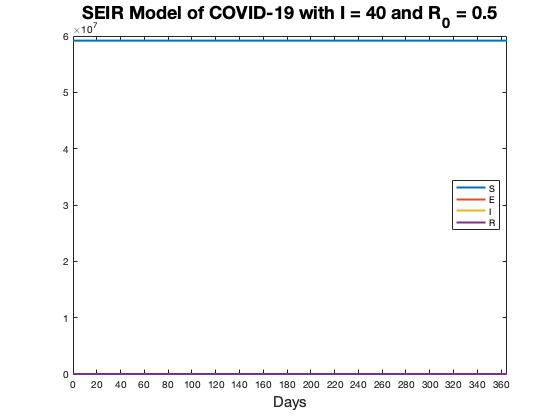 SEIR Model of COVID-19 with I = 40 and R₀ = 0.5
×10⁷
6
5
4
3
2
1
0
S
E
I
R
0 20 40 60 80 100 120 140 160 180 200 220 240 260 280 300 320 340 360
Days